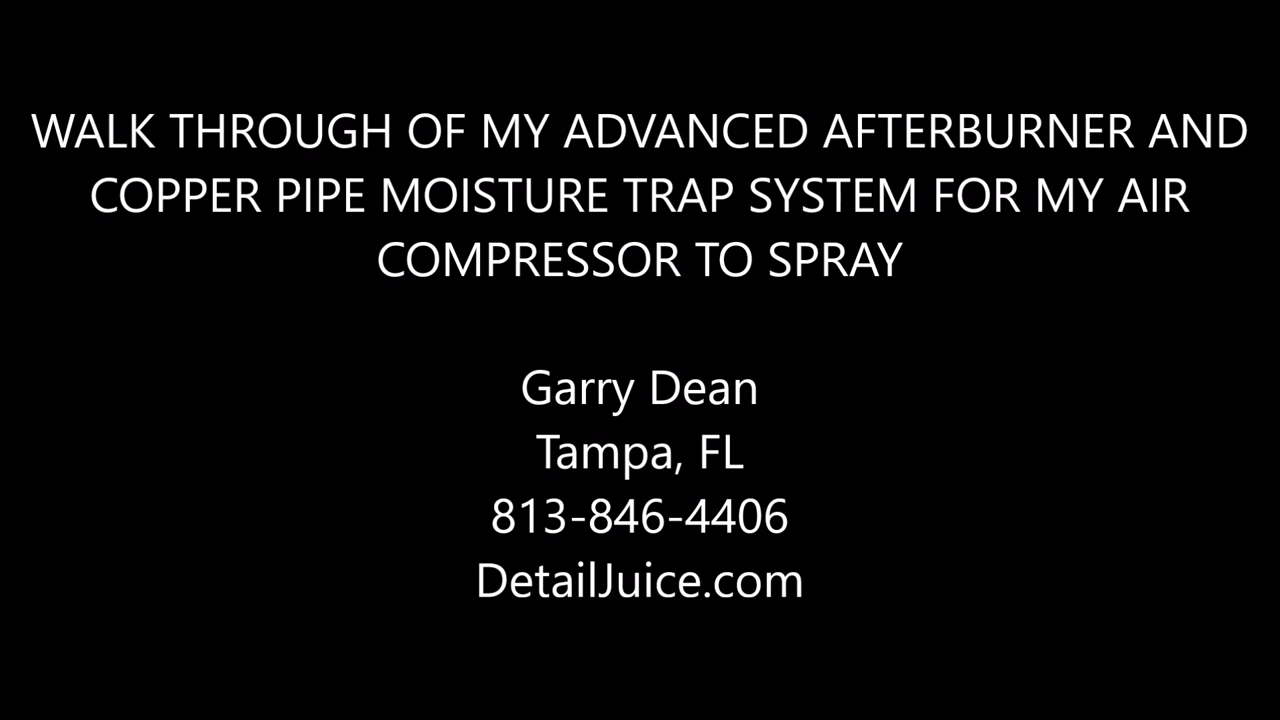 WALK THROUGH OF MY ADVANCED AFTERBURNER AND
COPPER PIPE MOISTURE TRAP SYSTEM FOR MY AIR
COMPRESSOR TO SPRAY
Garry Dean
Tampa, FL
813-846-4406
DetailJuice.com